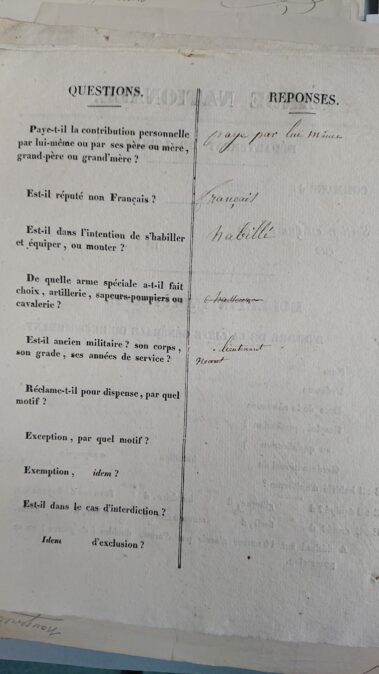 QUESTIONS.
REPONSES.
Paye-t-il la contribution personnelle
par lui-même ou par ses père ou mère,
grand-père ou grand'mère ?
paye par lui même
Est-il réputé non Français ?
français
Est-il dans l'intention de s'habiller
et équiper, ou monter ?
habillé
De quelle arme spéciale a-t-il fait
choix, artillerie, sapeurs-pompiers ou
cavalerie ?
Est-il ancien militaire ? son corps,
son grade, ses années de service ?
lieutenant
Réclame-t-il pour dispense, par quel
motif ?
Exception, par quel motif ?
Exemption, idem ?
Est-il dans le cas d'interdiction ?
Idem d'exclusion ?